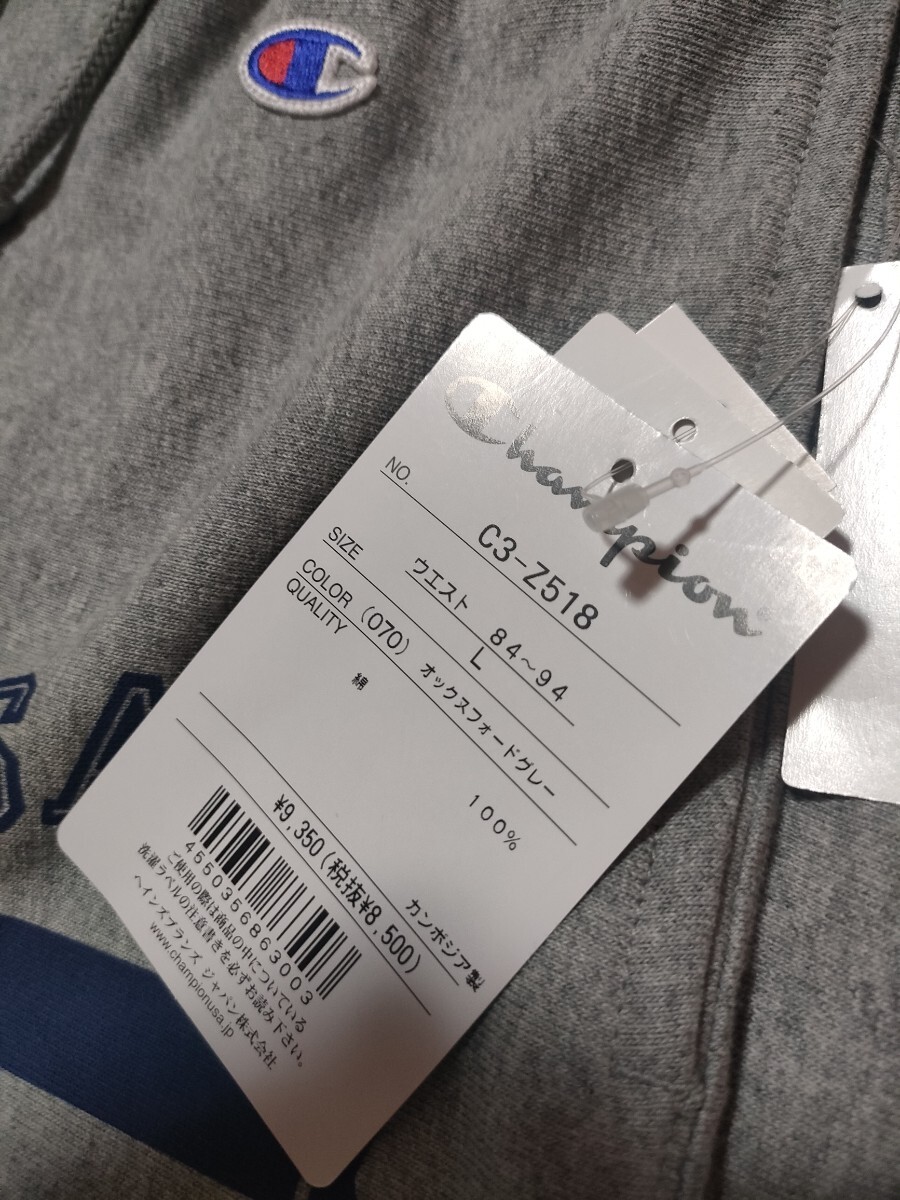 Champion
NO. C3-Z518
SIZE ウエスト 84～94
L
COLOR (070) オックスフォードグレー
QUALITY
綿 100%
カンボジア製
¥9,350(税抜¥8,500)
4550356863003
ご使用の際は商品の中についている
洗濯ラベルの注意書きを必ずお読み下さい。
ヘインズブランズ ジャパン株式会社
www.championusa.jp
SA